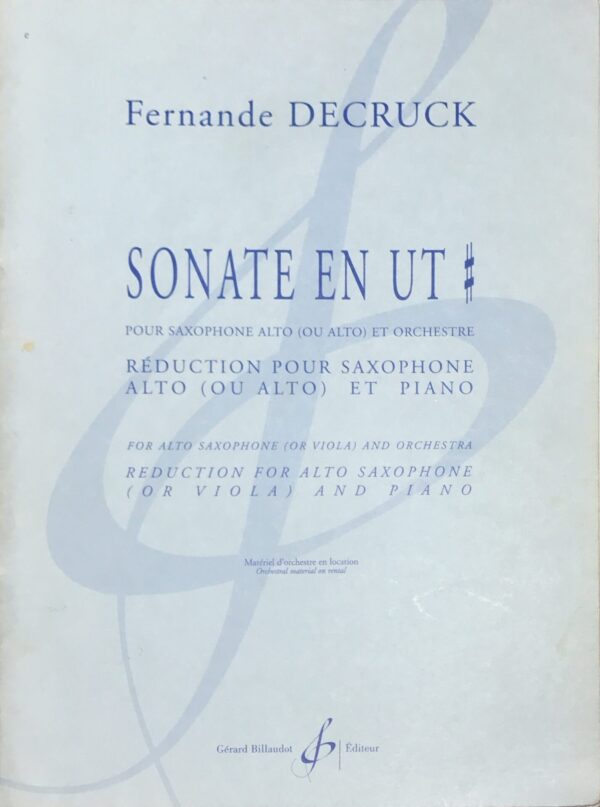 Fernande DECRUCK
SONATE EN UT ♯
POUR SAXOPHONE ALTO (OU ALTO) ET ORCHESTRE
RÉDUCTION POUR SAXOPHONE
ALTO (OU ALTO) ET PIANO
FOR ALTO SAXOPHONE (OR VIOLA) AND ORCHESTRA
REDUCTION FOR ALTO SAXOPHONE
(OR VIOLA) AND PIANO
Matériel d'orchestre en location
Orchestral material on rental
Gérard Billaudot Éditeur